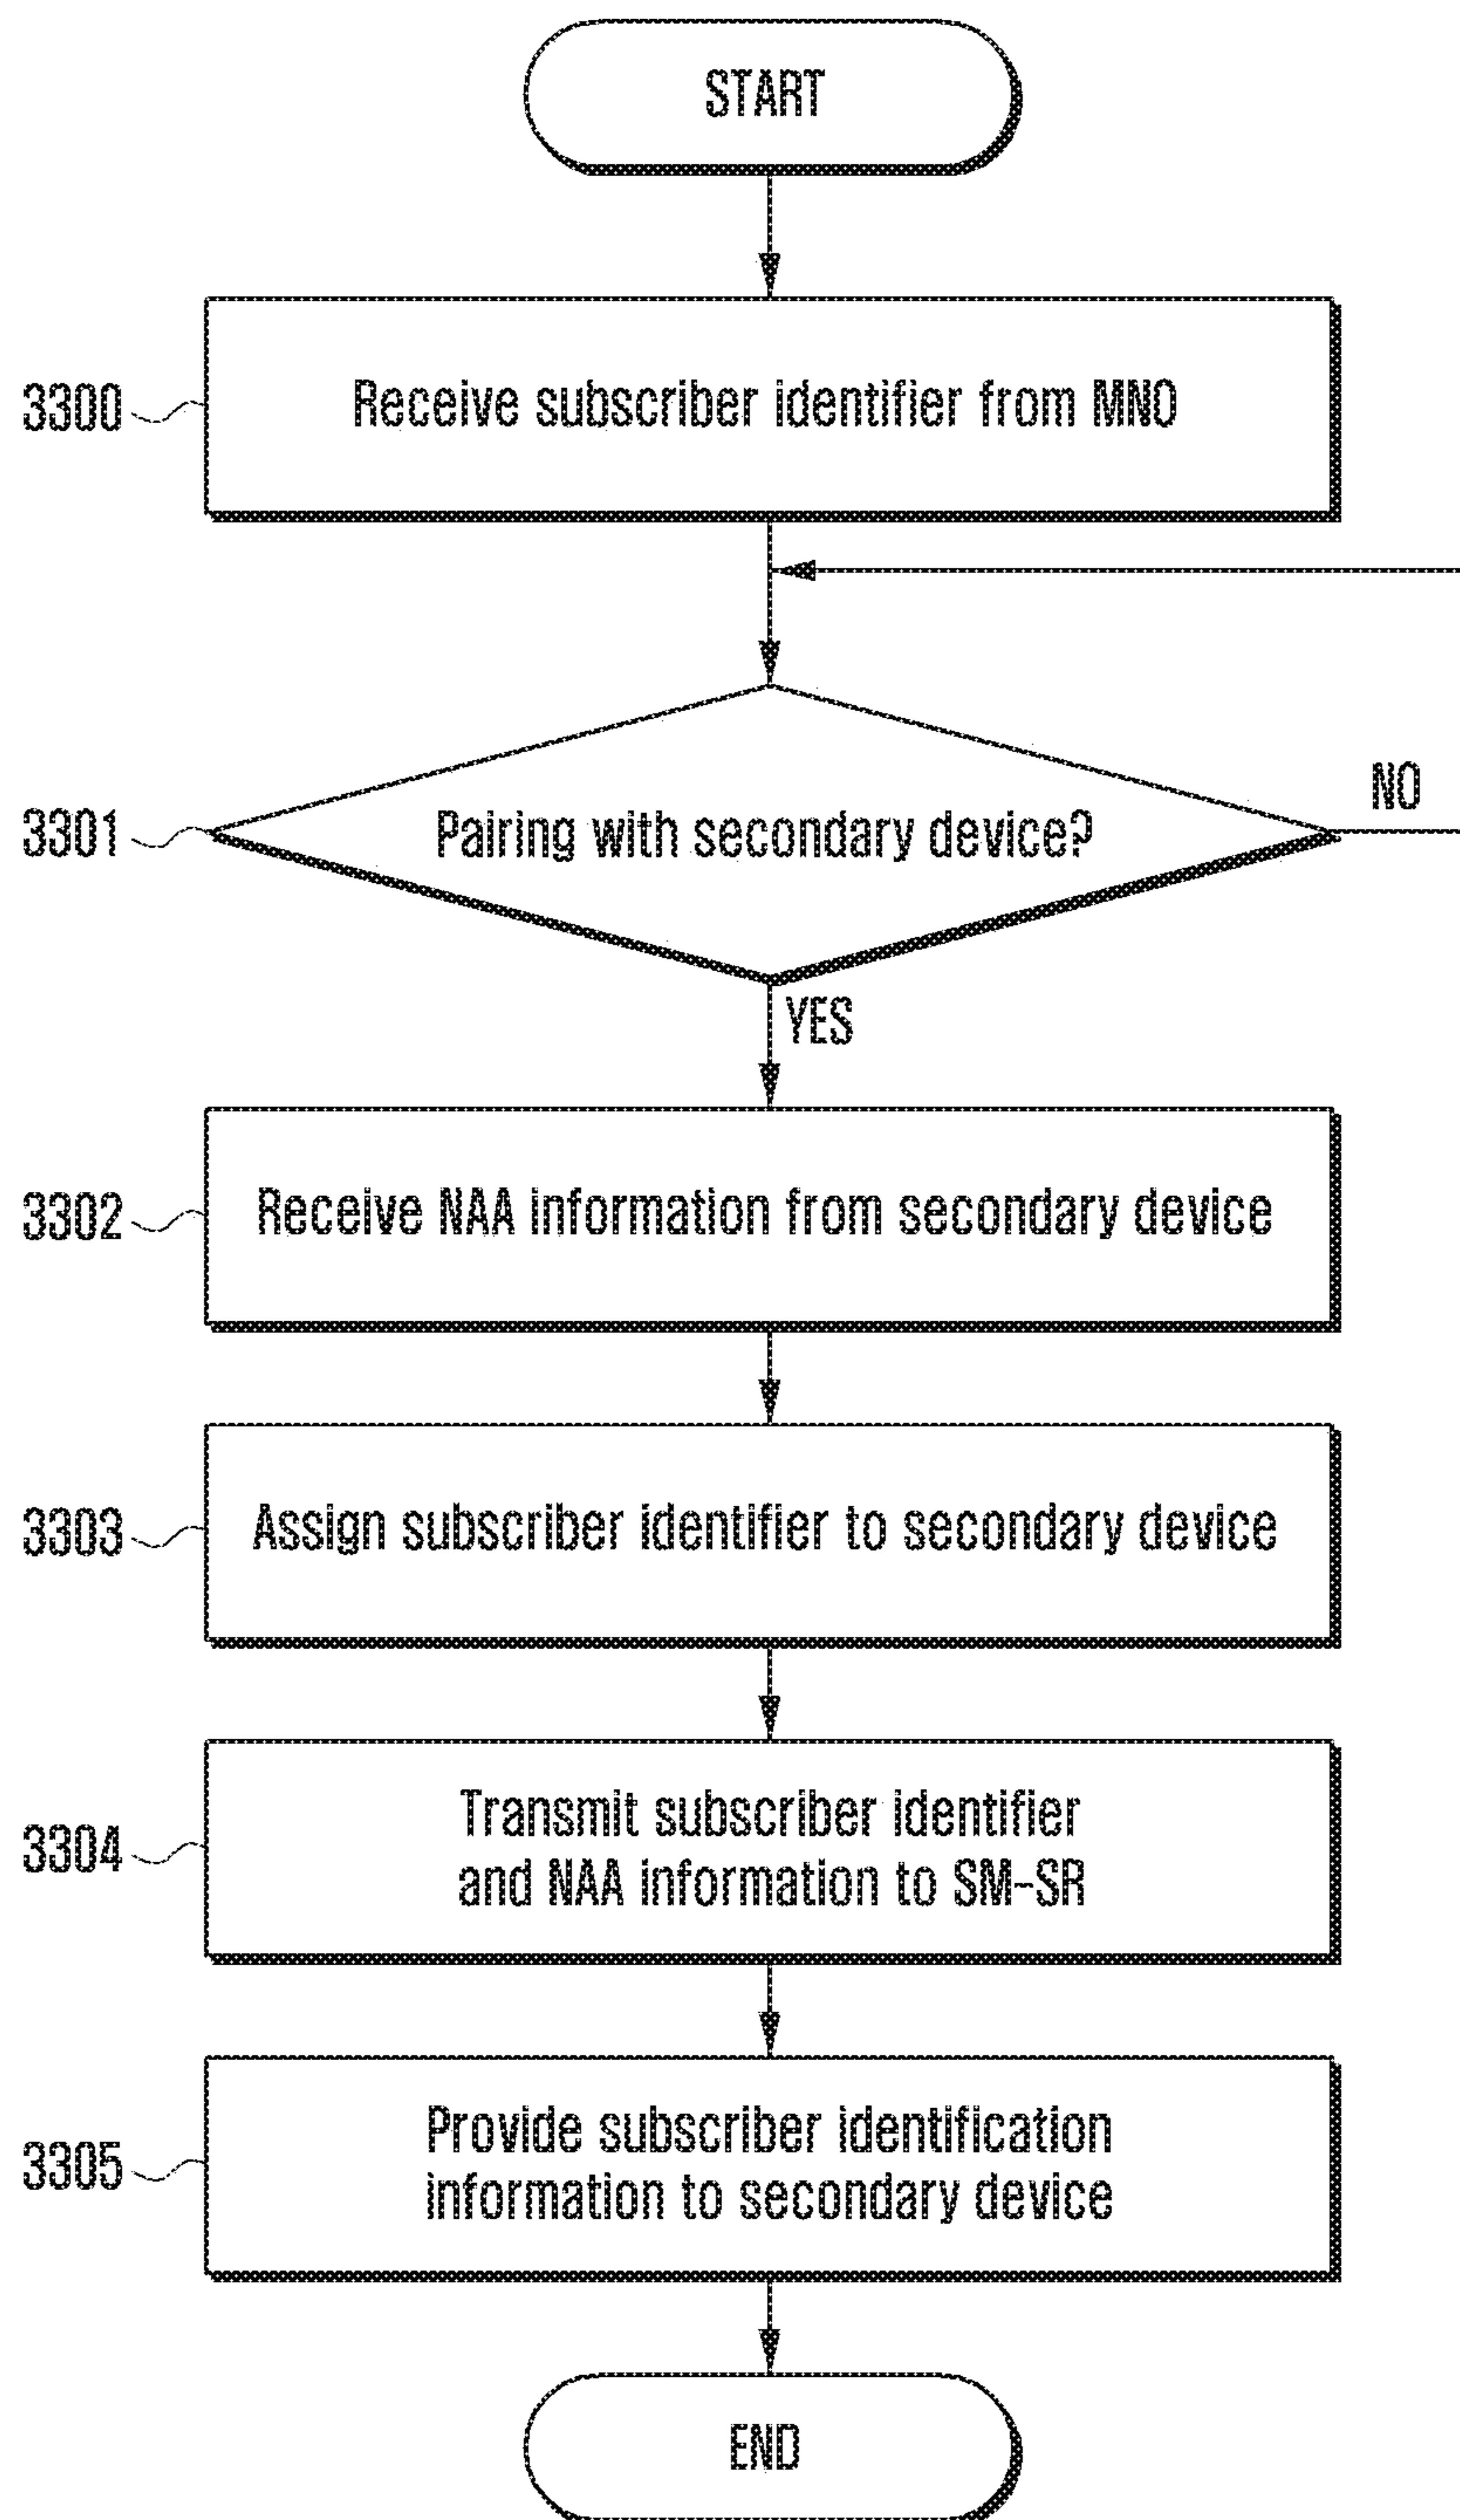 START
3300
Receive subscriber identifier from MNO
3301
Pairing with secondary device?
NO
YES
3302
Receive NAA information from secondary device
3303
Assign subscriber identifier to secondary device
3304
Transmit subscriber identifier
and NAA information to SM-SR
3305
Provide subscriber identification
information to secondary device
END